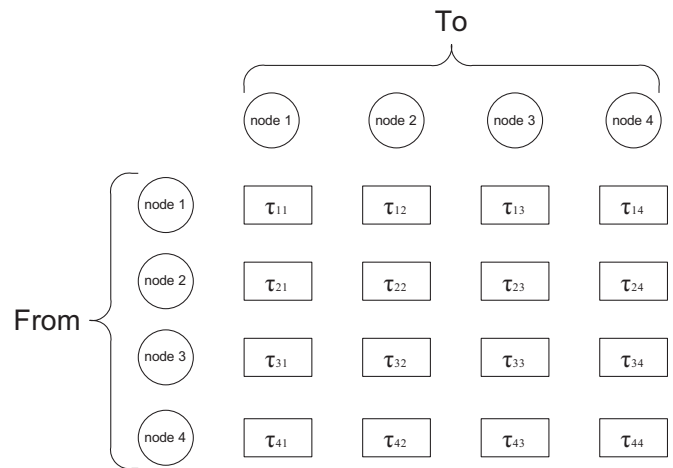 To
node 1 node 2 node 3 node 4
node 1 τ₁₁ τ₁₂ τ₁₃ τ₁₄
node 2 τ₂₁ τ₂₂ τ₂₃ τ₂₄
From
node 3 τ₃₁ τ₃₂ τ₃₃ τ₃₄
node 4 τ₄₁ τ₄₂ τ₄₃ τ₄₄